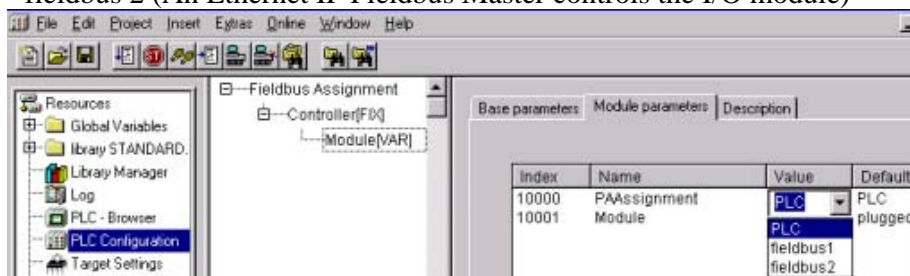 fieldbus 2 (An Ethernet IP Fieldbus Master controls the I/O module)
File Edit Project Insert Extras Online Window Help
Resources
Global Variables
library STANDARD.
Library Manager
Log
PLC - Browser
PLC Configuration
Target Settings
Fieldbus Assignment
Controller[FIX]
Module[VAR]
Base parameters Module parameters Description
Index Name Value Default
10000 PAAssignment PLC PLC
10001 Module plugged
PLC
fieldbus1
fieldbus2